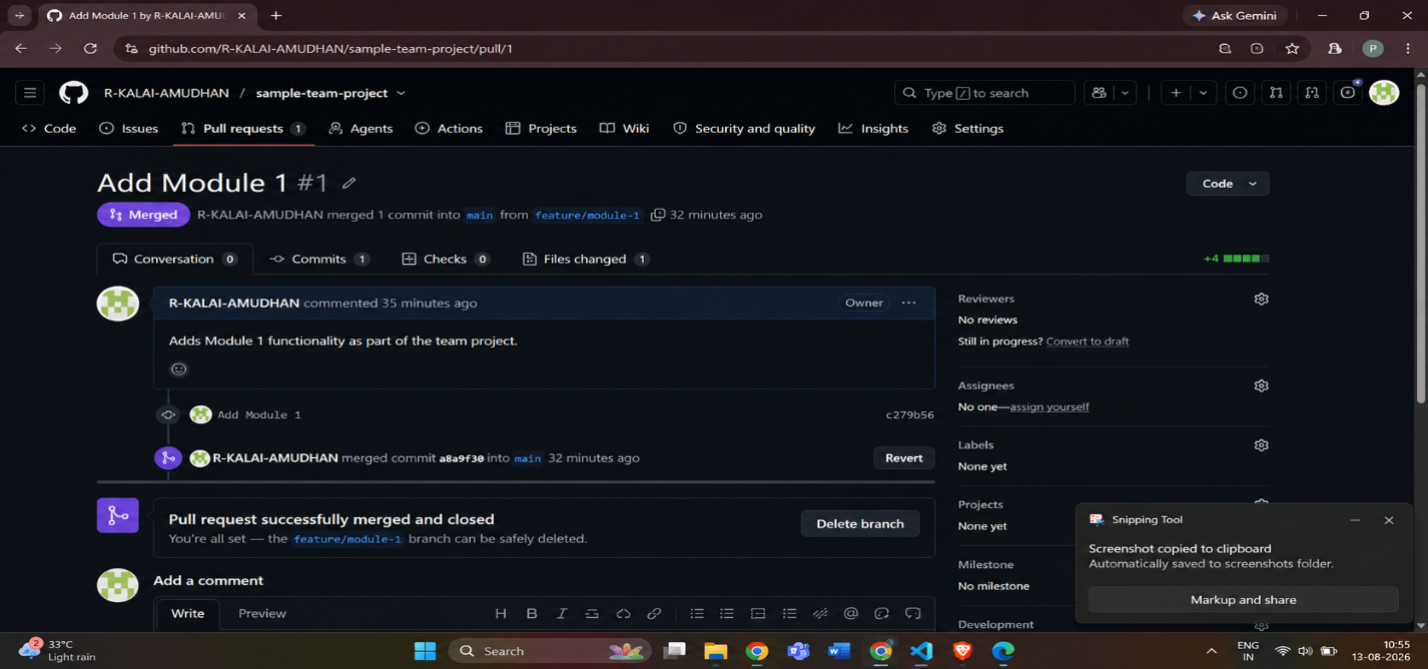 Add Module 1 by R-KALAI-AMUD
Ask Gemini
github.com/R-KALAI-AMUDHAN/sample-team-project/pull/1
P
R-KALAI-AMUDHAN / sample-team-project
Type / to search
Code Issues Pull requests 1 Agents Actions Projects Wiki Security and quality Insights Settings
Add Module 1 #1
Code
Merged R-KALAI-AMUDHAN merged 1 commit into main from feature/module-1 32 minutes ago
Conversation 0 Commits 1 Checks 0 Files changed 1
+4
R-KALAI-AMUDHAN commented 35 minutes ago
Owner
Adds Module 1 functionality as part of the team project.
Add Module 1
c279b56
R-KALAI-AMUDHAN merged commit a8a9f30 into main 32 minutes ago
Revert
Pull request successfully merged and closed
You're all set — the feature/module-1 branch can be safely deleted.
Delete branch
Add a comment
Write Preview
H B I
Reviewers
No reviews
Still in progress? Convert to draft
Assignees
No one—assign yourself
Labels
None yet
Projects
None yet
Milestone
No milestone
Development
Snipping Tool
Screenshot copied to clipboard
Automatically saved to screenshots folder.
Markup and share
2
33°C
Light rain
Search
ENG
IN
10:55
13-08-2026